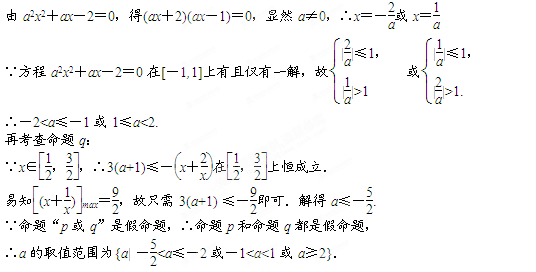 由 a²x²+ax-2=0，得(ax+2)(ax-1)=0，显然 a≠0，∴x=-2/a或 x=1/a
∵方程 a²x²+ax-2=0 在[-1,1]上有且仅有一解，故{|2/a|≤1，|1/a|>1 或{|1/a|≤1，|2/a|>1.
∴-2<a≤-1 或 1≤a<2.
再考查命题 q：
∵x∈[1/2，3/2]，∴3(a+1)≤-(x+2/x)在[1/2，3/2]上恒成立．
易知[(x+1/x)]max=9/2，故只需 3(a+1) ≤-9/2即可．解得 a≤-5/2.
∵命题“p 或 q”是假命题，∴命题 p 和命题 q 都是假命题，
∴a 的取值范围为{a| -5/2<a≤-2 或-1<a<1 或 a≥2}.